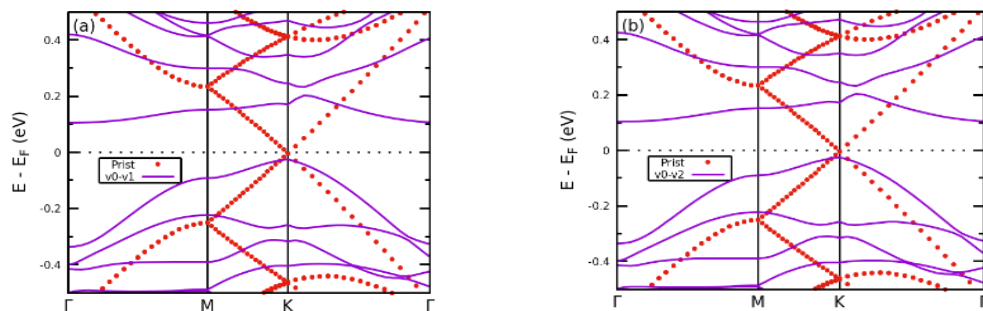 (a)
E - E_F (eV)
0.4
0.2
0
-0.2
-0.4
Prist
v0-v1
Γ M K Γ
(b)
E - E_F (eV)
0.4
0.2
0
-0.2
-0.4
Prist
v0-v2
Γ M K Γ